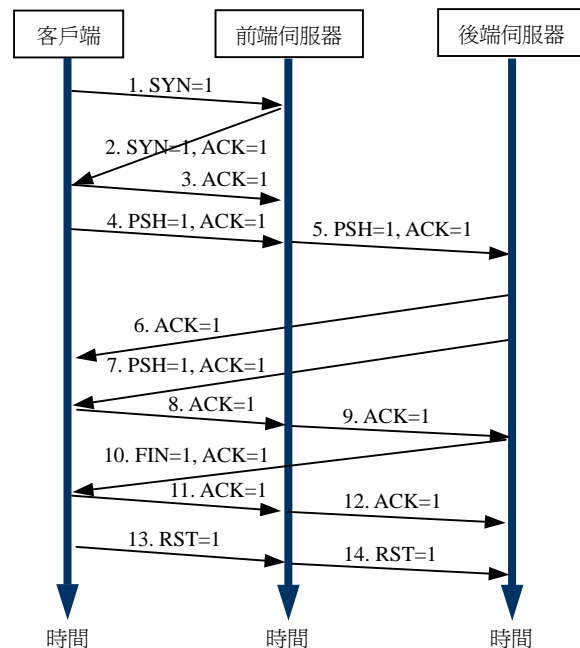 客戶端
前端伺服器
後端伺服器
1. SYN=1
2. SYN=1, ACK=1
3. ACK=1
4. PSH=1, ACK=1
5. PSH=1, ACK=1
6. ACK=1
7. PSH=1, ACK=1
8. ACK=1
9. ACK=1
10. FIN=1, ACK=1
11. ACK=1
12. ACK=1
13. RST=1
14. RST=1
時間
時間
時間